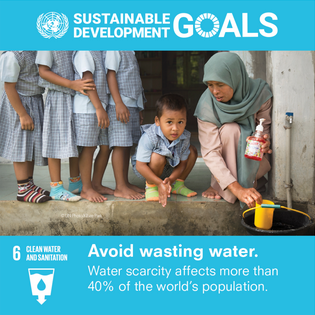 SUSTAINABLE
DEVELOPMENT GOALS
6 CLEAN WATER
AND SANITATION
Avoid wasting water.
Water scarcity affects more than
40% of the world's population.